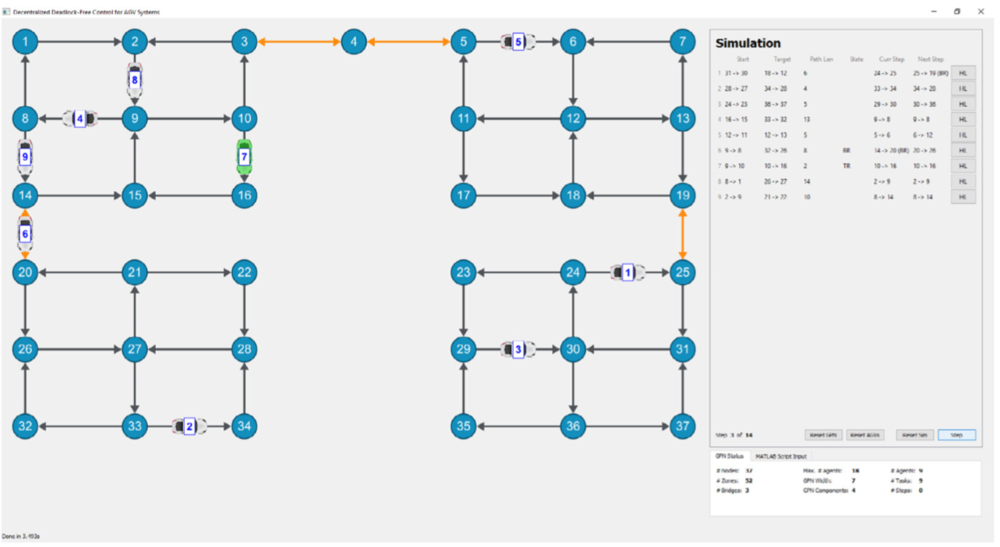 Decentralized Deadlock-Free Control for AGV Systems
1 2 3 4 5 5 6 7
8
8 4 9 10 11 12 13
9 7
14 15 16 17 18 19
6
20 21 22 23 24 1 25
26 27 28 29 3 30 31
32 33 2 34 35 36 37
Simulation
Start Target Path Len State Curr Step Next Step
1 31 -> 30 18 -> 12 6 24 -> 25 25 -> 19 (BR) HL
2 28 -> 27 34 -> 28 4 33 -> 34 34 -> 28 HL
3 24 -> 23 36 -> 37 5 29 -> 30 30 -> 36 HL
4 16 -> 15 33 -> 32 13 9 -> 8 9 -> 8 HL
5 12 -> 11 12 -> 13 5 5 -> 6 6 -> 12 HL
6 9 -> 8 32 -> 26 8 BR 14 -> 20 (BR) 20 -> 26 HL
7 9 -> 10 10 -> 16 2 TR 10 -> 16 10 -> 16 HL
8 8 -> 1 26 -> 27 14 2 -> 9 2 -> 9 HL
9 2 -> 9 21 -> 22 10 8 -> 14 8 -> 14 HL
Step 3 of 14 Reset GPN Reset AGVs Reset Sim Step
GPN Status MATLAB Script Input
# Nodes: 37 Max. # agents: 18 # Agents: 9
# Zones: 52 GPN Width: 7 # Tasks: 9
# Bridges: 3 GPN Components: 4 # Steps: 0
Done in 3.493s